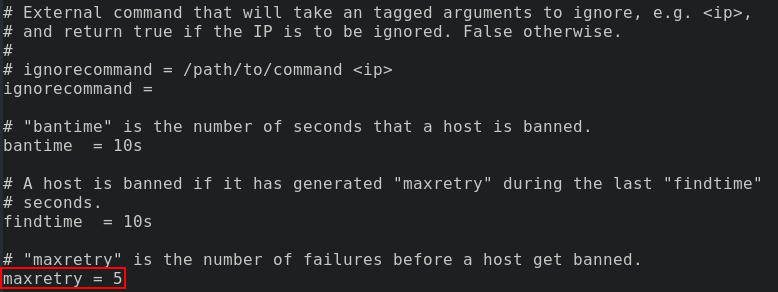 # External command that will take an tagged arguments to ignore, e.g. <ip>,
# and return true if the IP is to be ignored. False otherwise.
#
# ignorecommand = /path/to/command <ip>
ignorecommand =
# "bantime" is the number of seconds that a host is banned.
bantime  = 10s
# A host is banned if it has generated "maxretry" during the last "findtime"
# seconds.
findtime  = 10s
# "maxretry" is the number of failures before a host get banned.
maxretry = 5